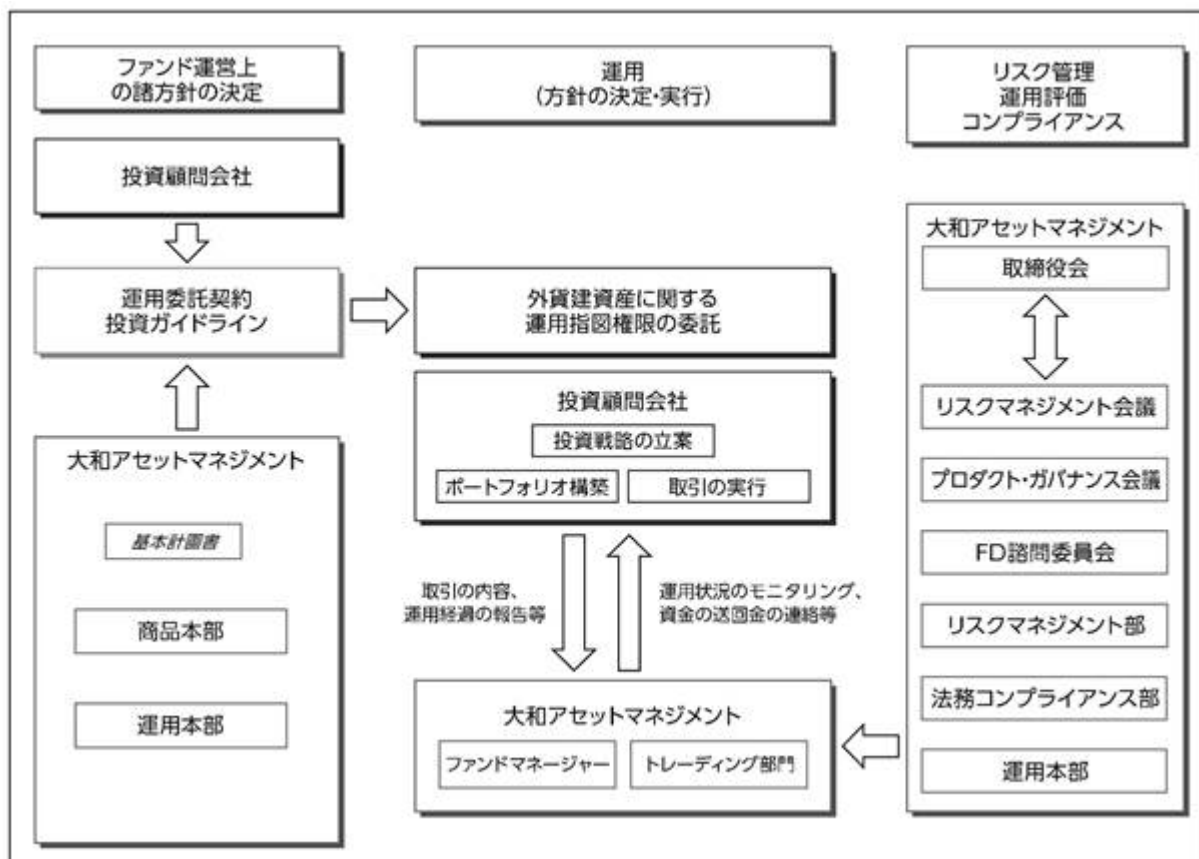 ファンド運営上
の諸方針の決定
投資顧問会社
運用委託契約
投資ガイドライン
大和アセットマネジメント
基本計画書
商品本部
運用本部
運用
(方針の決定・実行)
外貨建資産に関する
運用指図権限の委託
投資顧問会社
投資戦略の立案
ポートフォリオ構築
取引の実行
取引の内容、
運用経過の報告等
運用状況のモニタリング、
資金の送回金の連絡等
大和アセットマネジメント
ファンドマネージャー
トレーディング部門
リスク管理
運用評価
コンプライアンス
大和アセットマネジメント
取締役会
リスクマネジメント会議
プロダクト・ガバナンス会議
FD諮問委員会
リスクマネジメント部
法務コンプライアンス部
運用本部